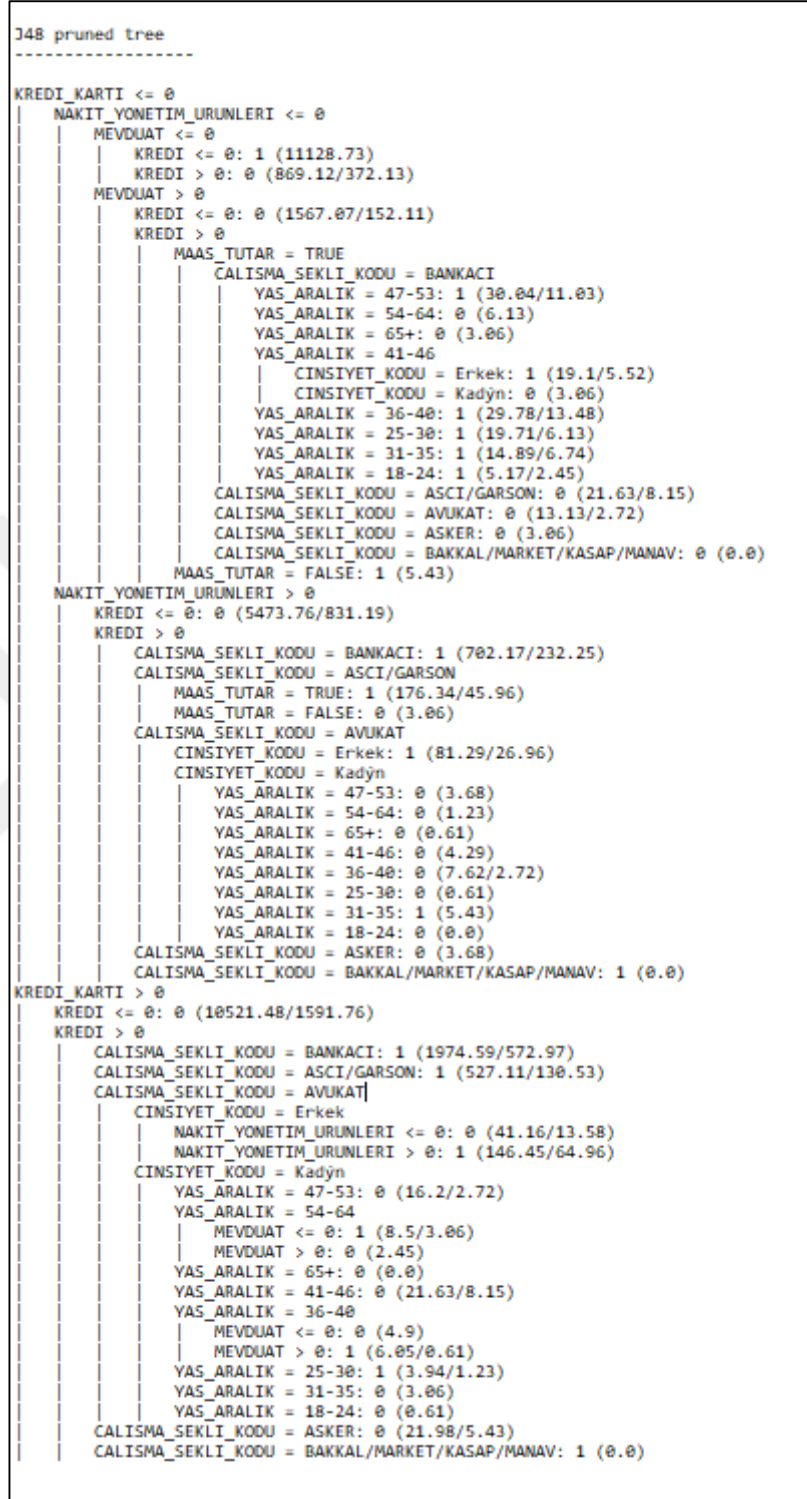 J48 pruned tree
------------------
KREDI_KARTI <= 0
|   NAKIT_YONETIM_URUNLERI <= 0
|   |   MEVDUAT <= 0
|   |   |   KREDI <= 0: 1 (11128.73)
|   |   |   KREDI > 0: 0 (869.12/372.13)
|   |   MEVDUAT > 0
|   |   |   KREDI <= 0: 0 (1567.07/152.11)
|   |   |   KREDI > 0
|   |   |   |   MAAS_TUTAR = TRUE
|   |   |   |   |   CALISMA_SEKLI_KODU = BANKACI
|   |   |   |   |   |   YAS_ARALIK = 47-53: 1 (30.04/11.03)
|   |   |   |   |   |   YAS_ARALIK = 54-64: 0 (6.13)
|   |   |   |   |   |   YAS_ARALIK = 65+: 0 (3.06)
|   |   |   |   |   |   YAS_ARALIK = 41-46
|   |   |   |   |   |   |   CINSIYET_KODU = Erkek: 1 (19.1/5.52)
|   |   |   |   |   |   |   CINSIYET_KODU = Kadýn: 0 (3.06)
|   |   |   |   |   |   YAS_ARALIK = 36-40: 1 (29.78/13.48)
|   |   |   |   |   |   YAS_ARALIK = 25-30: 1 (19.71/6.13)
|   |   |   |   |   |   YAS_ARALIK = 31-35: 1 (14.89/6.74)
|   |   |   |   |   |   YAS_ARALIK = 18-24: 1 (5.17/2.45)
|   |   |   |   |   CALISMA_SEKLI_KODU = ASCI/GARSON: 0 (21.63/8.15)
|   |   |   |   |   CALISMA_SEKLI_KODU = AVUKAT: 0 (13.13/2.72)
|   |   |   |   |   CALISMA_SEKLI_KODU = ASKER: 0 (3.06)
|   |   |   |   |   CALISMA_SEKLI_KODU = BAKKAL/MARKET/KASAP/MANAV: 0 (0.0)
|   |   |   |   MAAS_TUTAR = FALSE: 1 (5.43)
|   NAKIT_YONETIM_URUNLERI > 0
|   |   KREDI <= 0: 0 (5473.76/831.19)
|   |   KREDI > 0
|   |   |   CALISMA_SEKLI_KODU = BANKACI: 1 (702.17/232.25)
|   |   |   CALISMA_SEKLI_KODU = ASCI/GARSON
|   |   |   |   MAAS_TUTAR = TRUE: 1 (176.34/45.96)
|   |   |   |   MAAS_TUTAR = FALSE: 0 (3.06)
|   |   |   CALISMA_SEKLI_KODU = AVUKAT
|   |   |   |   CINSIYET_KODU = Erkek: 1 (81.29/26.96)
|   |   |   |   CINSIYET_KODU = Kadýn
|   |   |   |   |   YAS_ARALIK = 47-53: 0 (3.68)
|   |   |   |   |   YAS_ARALIK = 54-64: 0 (1.23)
|   |   |   |   |   YAS_ARALIK = 65+: 0 (0.61)
|   |   |   |   |   YAS_ARALIK = 41-46: 0 (4.29)
|   |   |   |   |   YAS_ARALIK = 36-40: 0 (7.62/2.72)
|   |   |   |   |   YAS_ARALIK = 25-30: 0 (0.61)
|   |   |   |   |   YAS_ARALIK = 31-35: 1 (5.43)
|   |   |   |   |   YAS_ARALIK = 18-24: 0 (0.0)
|   |   |   CALISMA_SEKLI_KODU = ASKER: 0 (3.68)
|   |   |   CALISMA_SEKLI_KODU = BAKKAL/MARKET/KASAP/MANAV: 1 (0.0)
KREDI_KARTI > 0
|   KREDI <= 0: 0 (10521.48/1591.76)
|   KREDI > 0
|   |   CALISMA_SEKLI_KODU = BANKACI: 1 (1974.59/572.97)
|   |   CALISMA_SEKLI_KODU = ASCI/GARSON: 1 (527.11/130.53)
|   |   CALISMA_SEKLI_KODU = AVUKAT
|   |   |   CINSIYET_KODU = Erkek
|   |   |   |   NAKIT_YONETIM_URUNLERI <= 0: 0 (41.16/13.58)
|   |   |   |   NAKIT_YONETIM_URUNLERI > 0: 1 (146.45/64.96)
|   |   |   CINSIYET_KODU = Kadýn
|   |   |   |   YAS_ARALIK = 47-53: 0 (16.2/2.72)
|   |   |   |   YAS_ARALIK = 54-64
|   |   |   |   |   MEVDUAT <= 0: 1 (8.5/3.06)
|   |   |   |   |   MEVDUAT > 0: 0 (2.45)
|   |   |   |   YAS_ARALIK = 65+: 0 (0.0)
|   |   |   |   YAS_ARALIK = 41-46: 0 (21.63/8.15)
|   |   |   |   YAS_ARALIK = 36-40
|   |   |   |   |   MEVDUAT <= 0: 0 (4.9)
|   |   |   |   |   MEVDUAT > 0: 1 (6.05/0.61)
|   |   |   |   YAS_ARALIK = 25-30: 1 (3.94/1.23)
|   |   |   |   YAS_ARALIK = 31-35: 0 (3.06)
|   |   |   |   YAS_ARALIK = 18-24: 0 (0.61)
|   |   CALISMA_SEKLI_KODU = ASKER: 0 (21.98/5.43)
|   |   CALISMA_SEKLI_KODU = BAKKAL/MARKET/KASAP/MANAV: 1 (0.0)